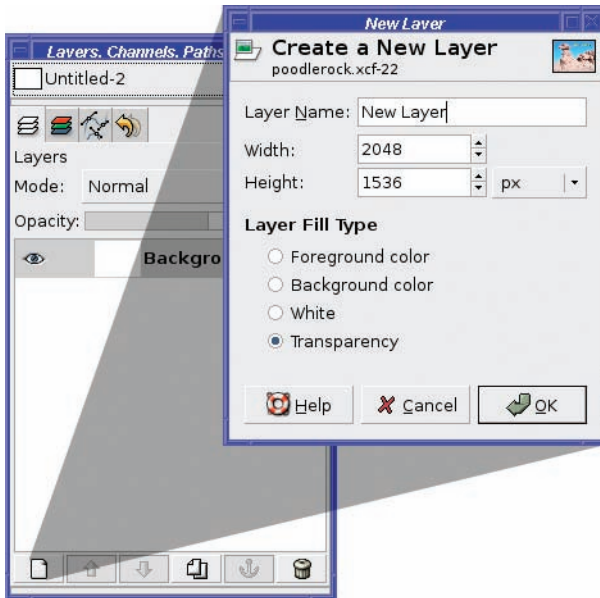 Layers. Channels. Paths
Untitled-2
Layers
Mode: Normal
Opacity:
Backgro
New Layer
Create a New Layer
poodlerock.xcf-22
Layer Name: New Layer
Width: 2048
Height: 1536 px
Layer Fill Type
Foreground color
Background color
White
Transparency
Help Cancel OK